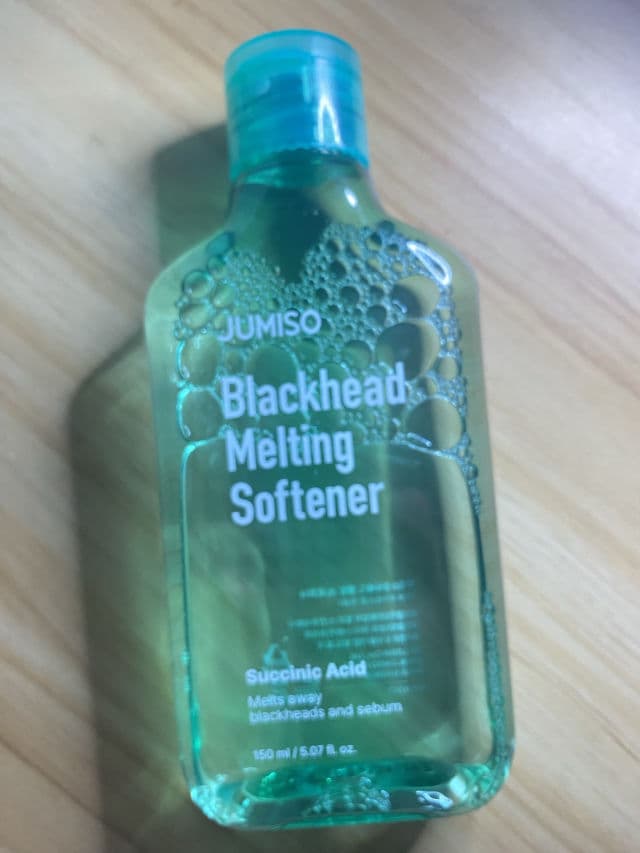 JUMISO
Blackhead
Melting
Softener
Succinic Acid
Melts away
blackheads and sebum
150 ml / 5.07 fl. oz.